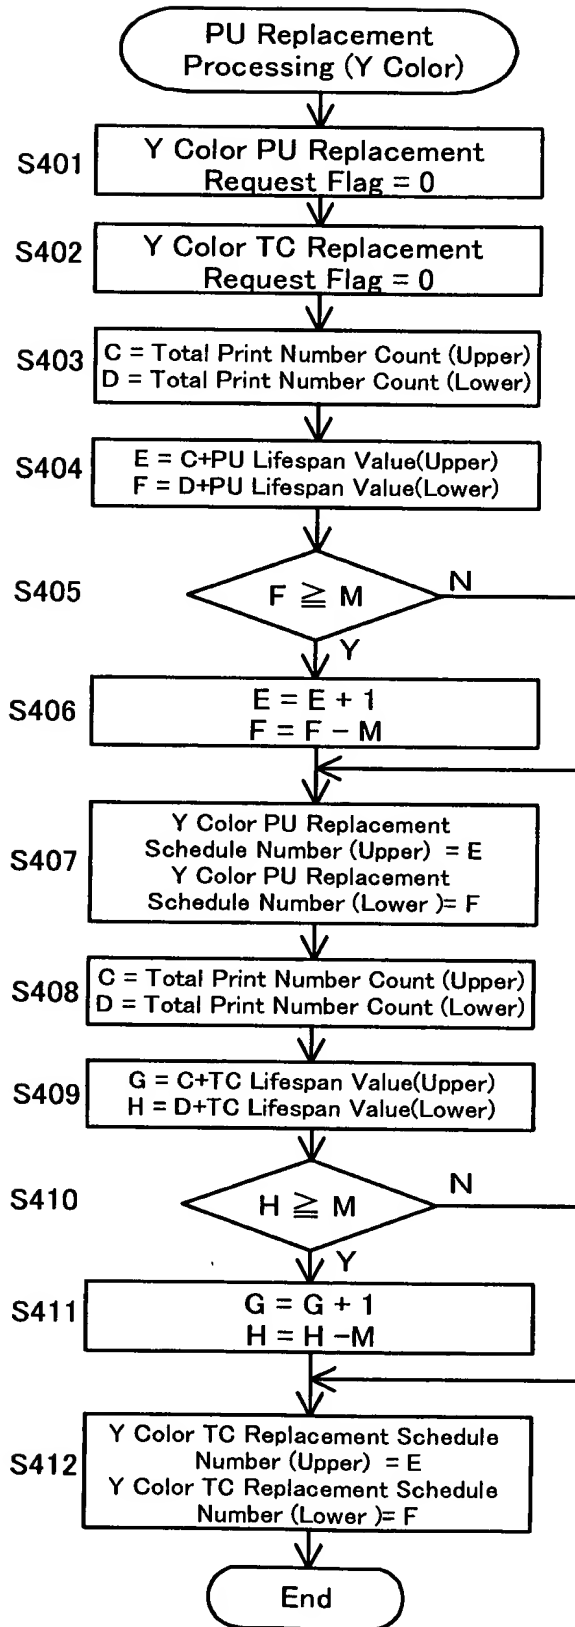 PU Replacement
Processing (Y Color)
S401
Y Color PU Replacement
Request Flag = 0
S402
Y Color TC Replacement
Request Flag = 0
S403
C = Total Print Number Count (Upper)
D = Total Print Number Count (Lower)
S404
E = C+PU Lifespan Value(Upper)
F = D+PU Lifespan Value(Lower)
S405
F ≧ M
N
Y
S406
E = E + 1
F = F - M
S407
Y Color PU Replacement
Schedule Number (Upper) = E
Y Color PU Replacement
Schedule Number (Lower )= F
S408
C = Total Print Number Count (Upper)
D = Total Print Number Count (Lower)
S409
G = C+TC Lifespan Value(Upper)
H = D+TC Lifespan Value(Lower)
S410
H ≧ M
N
Y
S411
G = G + 1
H = H -M
S412
Y Color TC Replacement Schedule
Number (Upper) = E
Y Color TC Replacement Schedule
Number (Lower )= F
End